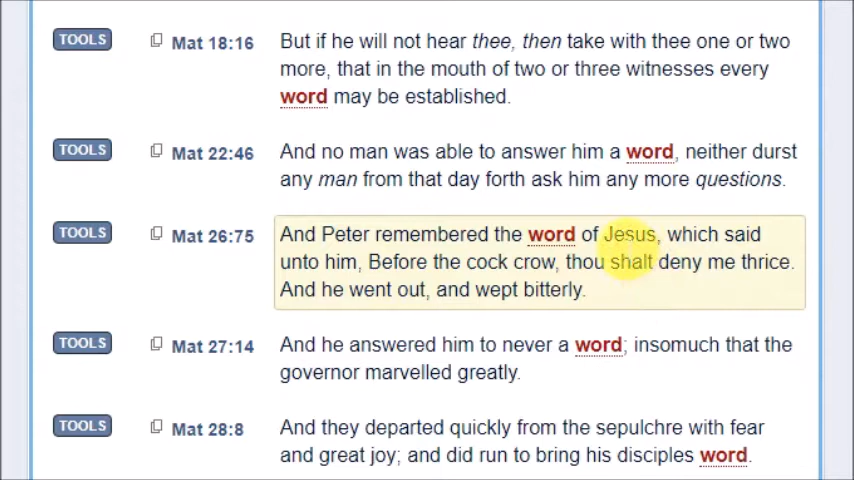 TOOLS Mat 18:16 But if he will not hear thee, then take with thee one or two
more, that in the mouth of two or three witnesses every
word may be established.
TOOLS Mat 22:46 And no man was able to answer him a word, neither durst
any man from that day forth ask him any more questions.
TOOLS Mat 26:75 And Peter remembered the word of Jesus, which said
unto him, Before the cock crow, thou shalt deny me thrice.
And he went out, and wept bitterly.
TOOLS Mat 27:14 And he answered him to never a word; insomuch that the
governor marvelled greatly.
TOOLS Mat 28:8 And they departed quickly from the sepulchre with fear
and great joy; and did run to bring his disciples word.